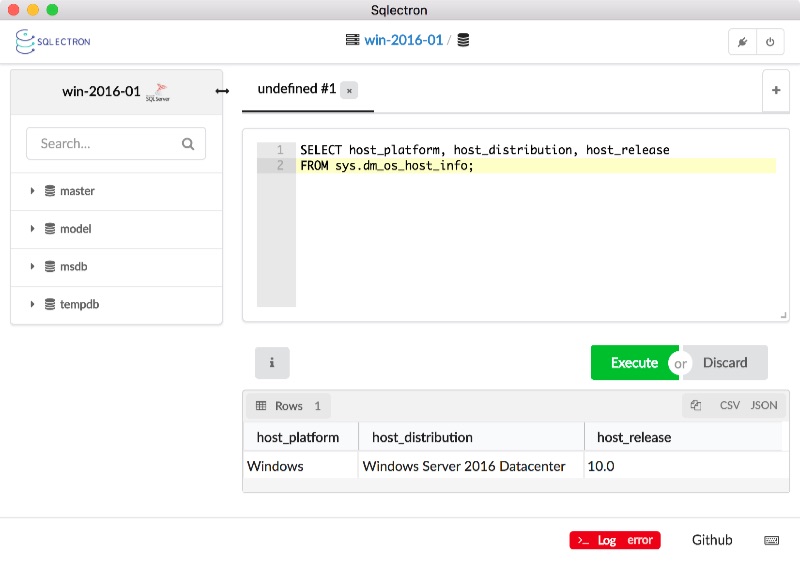 Sqlectron
SQLECTRON
win-2016-01 /
win-2016-01
SQL Server
undefined #1 ×
+
Search...
1 SELECT host_platform, host_distribution, host_release
2 FROM sys.dm_os_host_info;
master
model
msdb
tempdb
i
Execute or Discard
Rows 1
CSV JSON
host_platform host_distribution host_release
Windows Windows Server 2016 Datacenter 10.0
>_ Log error Github